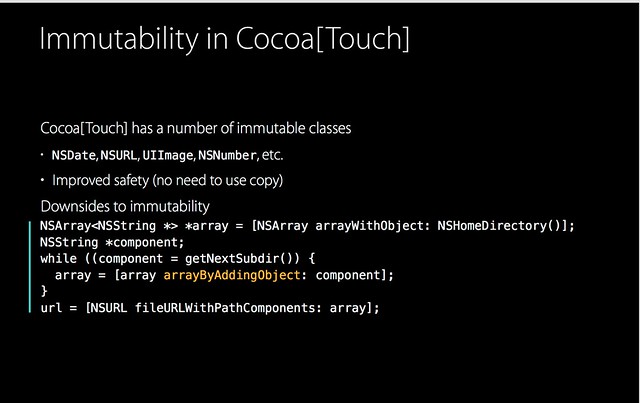 Immutability in Cocoa[Touch]
Cocoa[Touch] has a number of immutable classes
• NSDate, NSURL, UIImage, NSNumber, etc.
• Improved safety (no need to use copy)
Downsides to immutability
NSArray<NSString *> *array = [NSArray arrayWithObject: NSHomeDirectory()];
NSString *component;
while ((component = getNextSubdir()) {
  array = [array arrayByAddingObject: component];
}
url = [NSURL fileURLWithPathComponents: array];